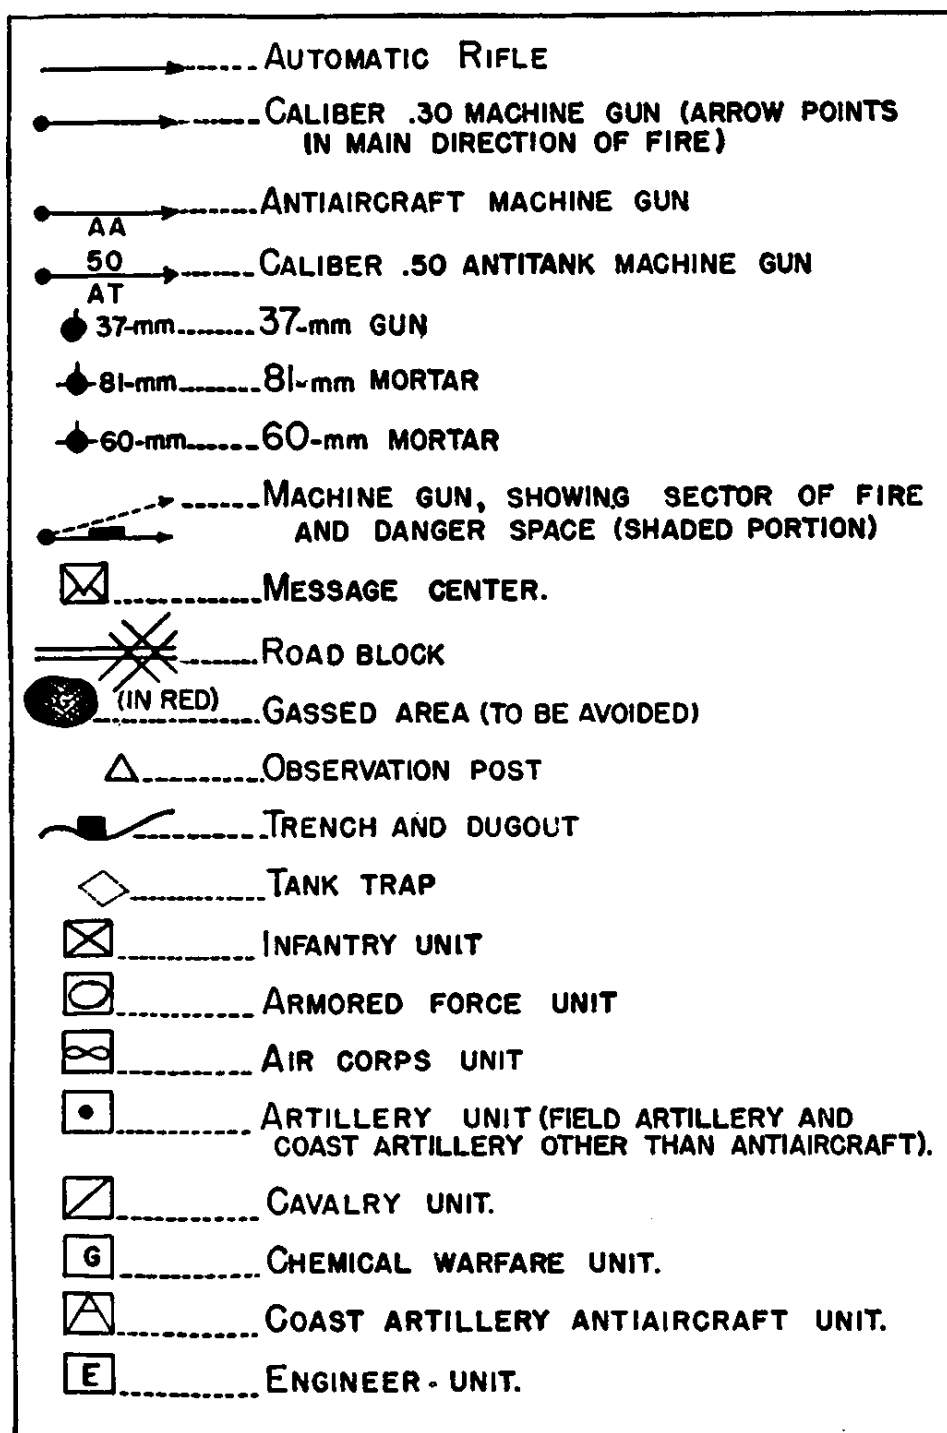 AUTOMATIC RIFLE
CALIBER .30 MACHINE GUN (ARROW POINTS
IN MAIN DIRECTION OF FIRE)
ANTIAIRCRAFT MACHINE GUN
AA
50
CALIBER .50 ANTITANK MACHINE GUN
AT
37-mm 37-mm GUN
81-mm 81-mm MORTAR
60-mm 60-mm MORTAR
MACHINE GUN, SHOWING SECTOR OF FIRE
AND DANGER SPACE (SHADED PORTION)
MESSAGE CENTER.
ROAD BLOCK
G (IN RED) GASSED AREA (TO BE AVOIDED)
OBSERVATION POST
TRENCH AND DUGOUT
TANK TRAP
INFANTRY UNIT
ARMORED FORCE UNIT
AIR CORPS UNIT
ARTILLERY UNIT (FIELD ARTILLERY AND
COAST ARTILLERY OTHER THAN ANTIAIRCRAFT).
CAVALRY UNIT.
G CHEMICAL WARFARE UNIT.
COAST ARTILLERY ANTIAIRCRAFT UNIT.
E ENGINEER - UNIT.